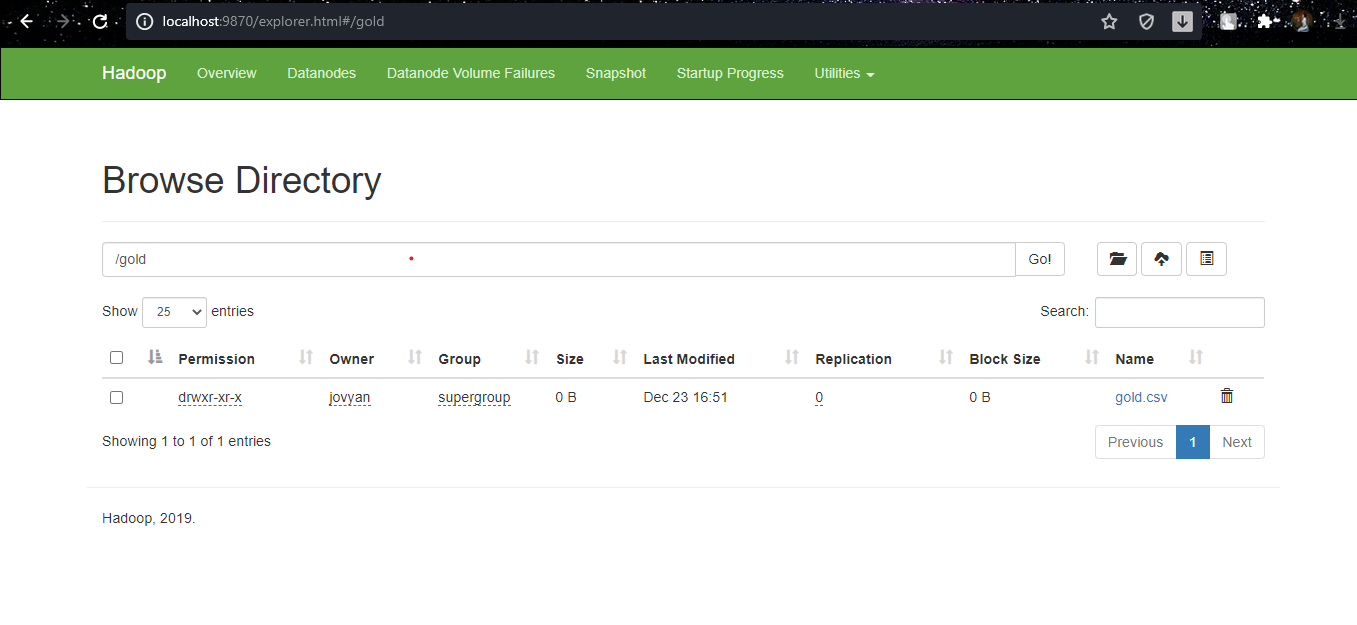 localhost:9870/explorer.html#/gold
Hadoop Overview Datanodes Datanode Volume Failures Snapshot Startup Progress Utilities
Browse Directory
/gold Go!
Show 25 entries Search:
Permission Owner Group Size Last Modified Replication Block Size Name
drwxr-xr-x jovyan supergroup 0 B Dec 23 16:51 0 0 B gold.csv
Showing 1 to 1 of 1 entries Previous 1 Next
Hadoop, 2019.